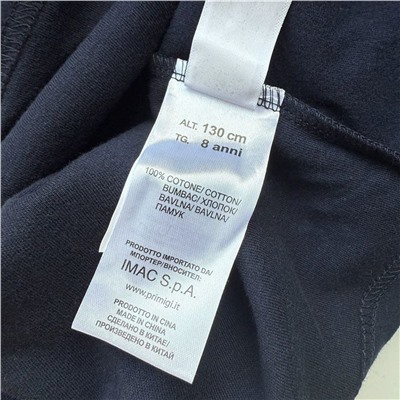 ALT. 130 cm
TG. 8 anni
100% COTONE/ COTTON/
BUMBAC/ ХЛОПОК/
BAVLNA/ BAVLNA/
ПАМУК
PRODOTTO IMPORTATO DA/
ИМПОРТЕР/ВНОСИТЕЛ:
IMAC S.p.A.
www.primigi.it
PRODOTTO IN CINA
MADE IN CHINA
СДЕЛАНО В КИТАЕ/
ПРОИЗВЕДЕНО В КИТАЙ